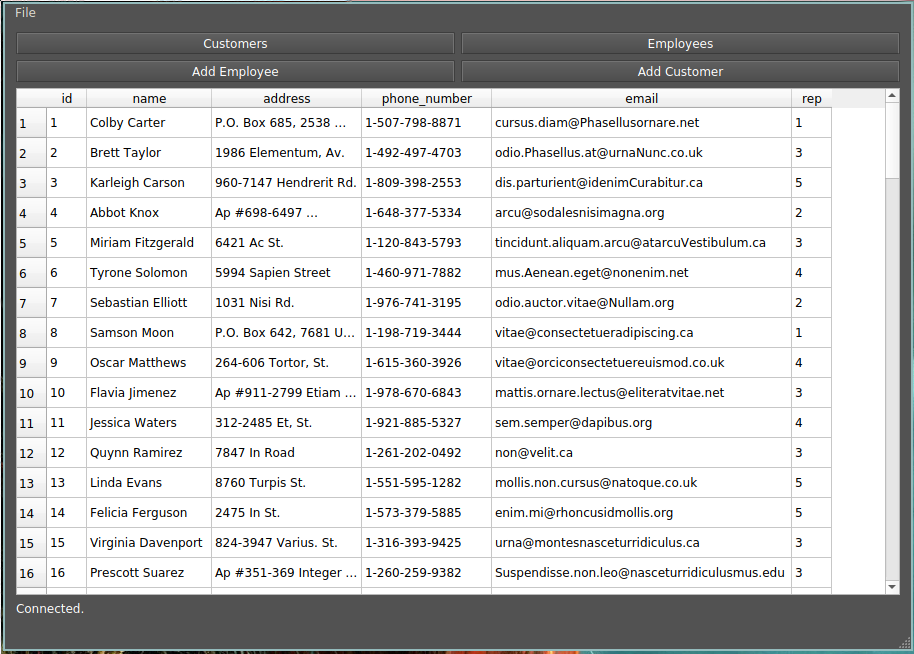 File
Customers Employees
Add Employee Add Customer
id name address phone_number email rep
1 1 Colby Carter P.O. Box 685, 2538 ... 1-507-798-8871 cursus.diam@Phasellusornare.net 1
2 2 Brett Taylor 1986 Elementum, Av. 1-492-497-4703 odio.Phasellus.at@urnaNunc.co.uk 3
3 3 Karleigh Carson 960-7147 Hendrerit Rd. 1-809-398-2553 dis.parturient@idenimCurabitur.ca 5
4 4 Abbot Knox Ap #698-6497 ... 1-648-377-5334 arcu@sodalesnisimagna.org 2
5 5 Miriam Fitzgerald 6421 Ac St. 1-120-843-5793 tincidunt.aliquam.arcu@atarcuVestibulum.ca 3
6 6 Tyrone Solomon 5994 Sapien Street 1-460-971-7882 mus.Aenean.eget@nonenim.net 4
7 7 Sebastian Elliott 1031 Nisi Rd. 1-976-741-3195 odio.auctor.vitae@Nullam.org 2
8 8 Samson Moon P.O. Box 642, 7681 U... 1-198-719-3444 vitae@consectetueradipiscing.ca 1
9 9 Oscar Matthews 264-606 Tortor, St. 1-615-360-3926 vitae@orciconsectetuereuismod.co.uk 4
10 10 Flavia Jimenez Ap #911-2799 Etiam ... 1-978-670-6843 mattis.ornare.lectus@eliteratvitae.net 3
11 11 Jessica Waters 312-2485 Et, St. 1-921-885-5327 sem.semper@dapibus.org 4
12 12 Quynn Ramirez 7847 In Road 1-261-202-0492 non@velit.ca 3
13 13 Linda Evans 8760 Turpis St. 1-551-595-1282 mollis.non.cursus@natoque.co.uk 5
14 14 Felicia Ferguson 2475 In St. 1-573-379-5885 enim.mi@rhoncusidmollis.org 5
15 15 Virginia Davenport 824-3947 Varius. St. 1-316-393-9425 urna@montesnasceturridiculus.ca 3
16 16 Prescott Suarez Ap #351-369 Integer ... 1-260-259-9382 Suspendisse.non.leo@nasceturridiculusmus.edu 3
Connected.